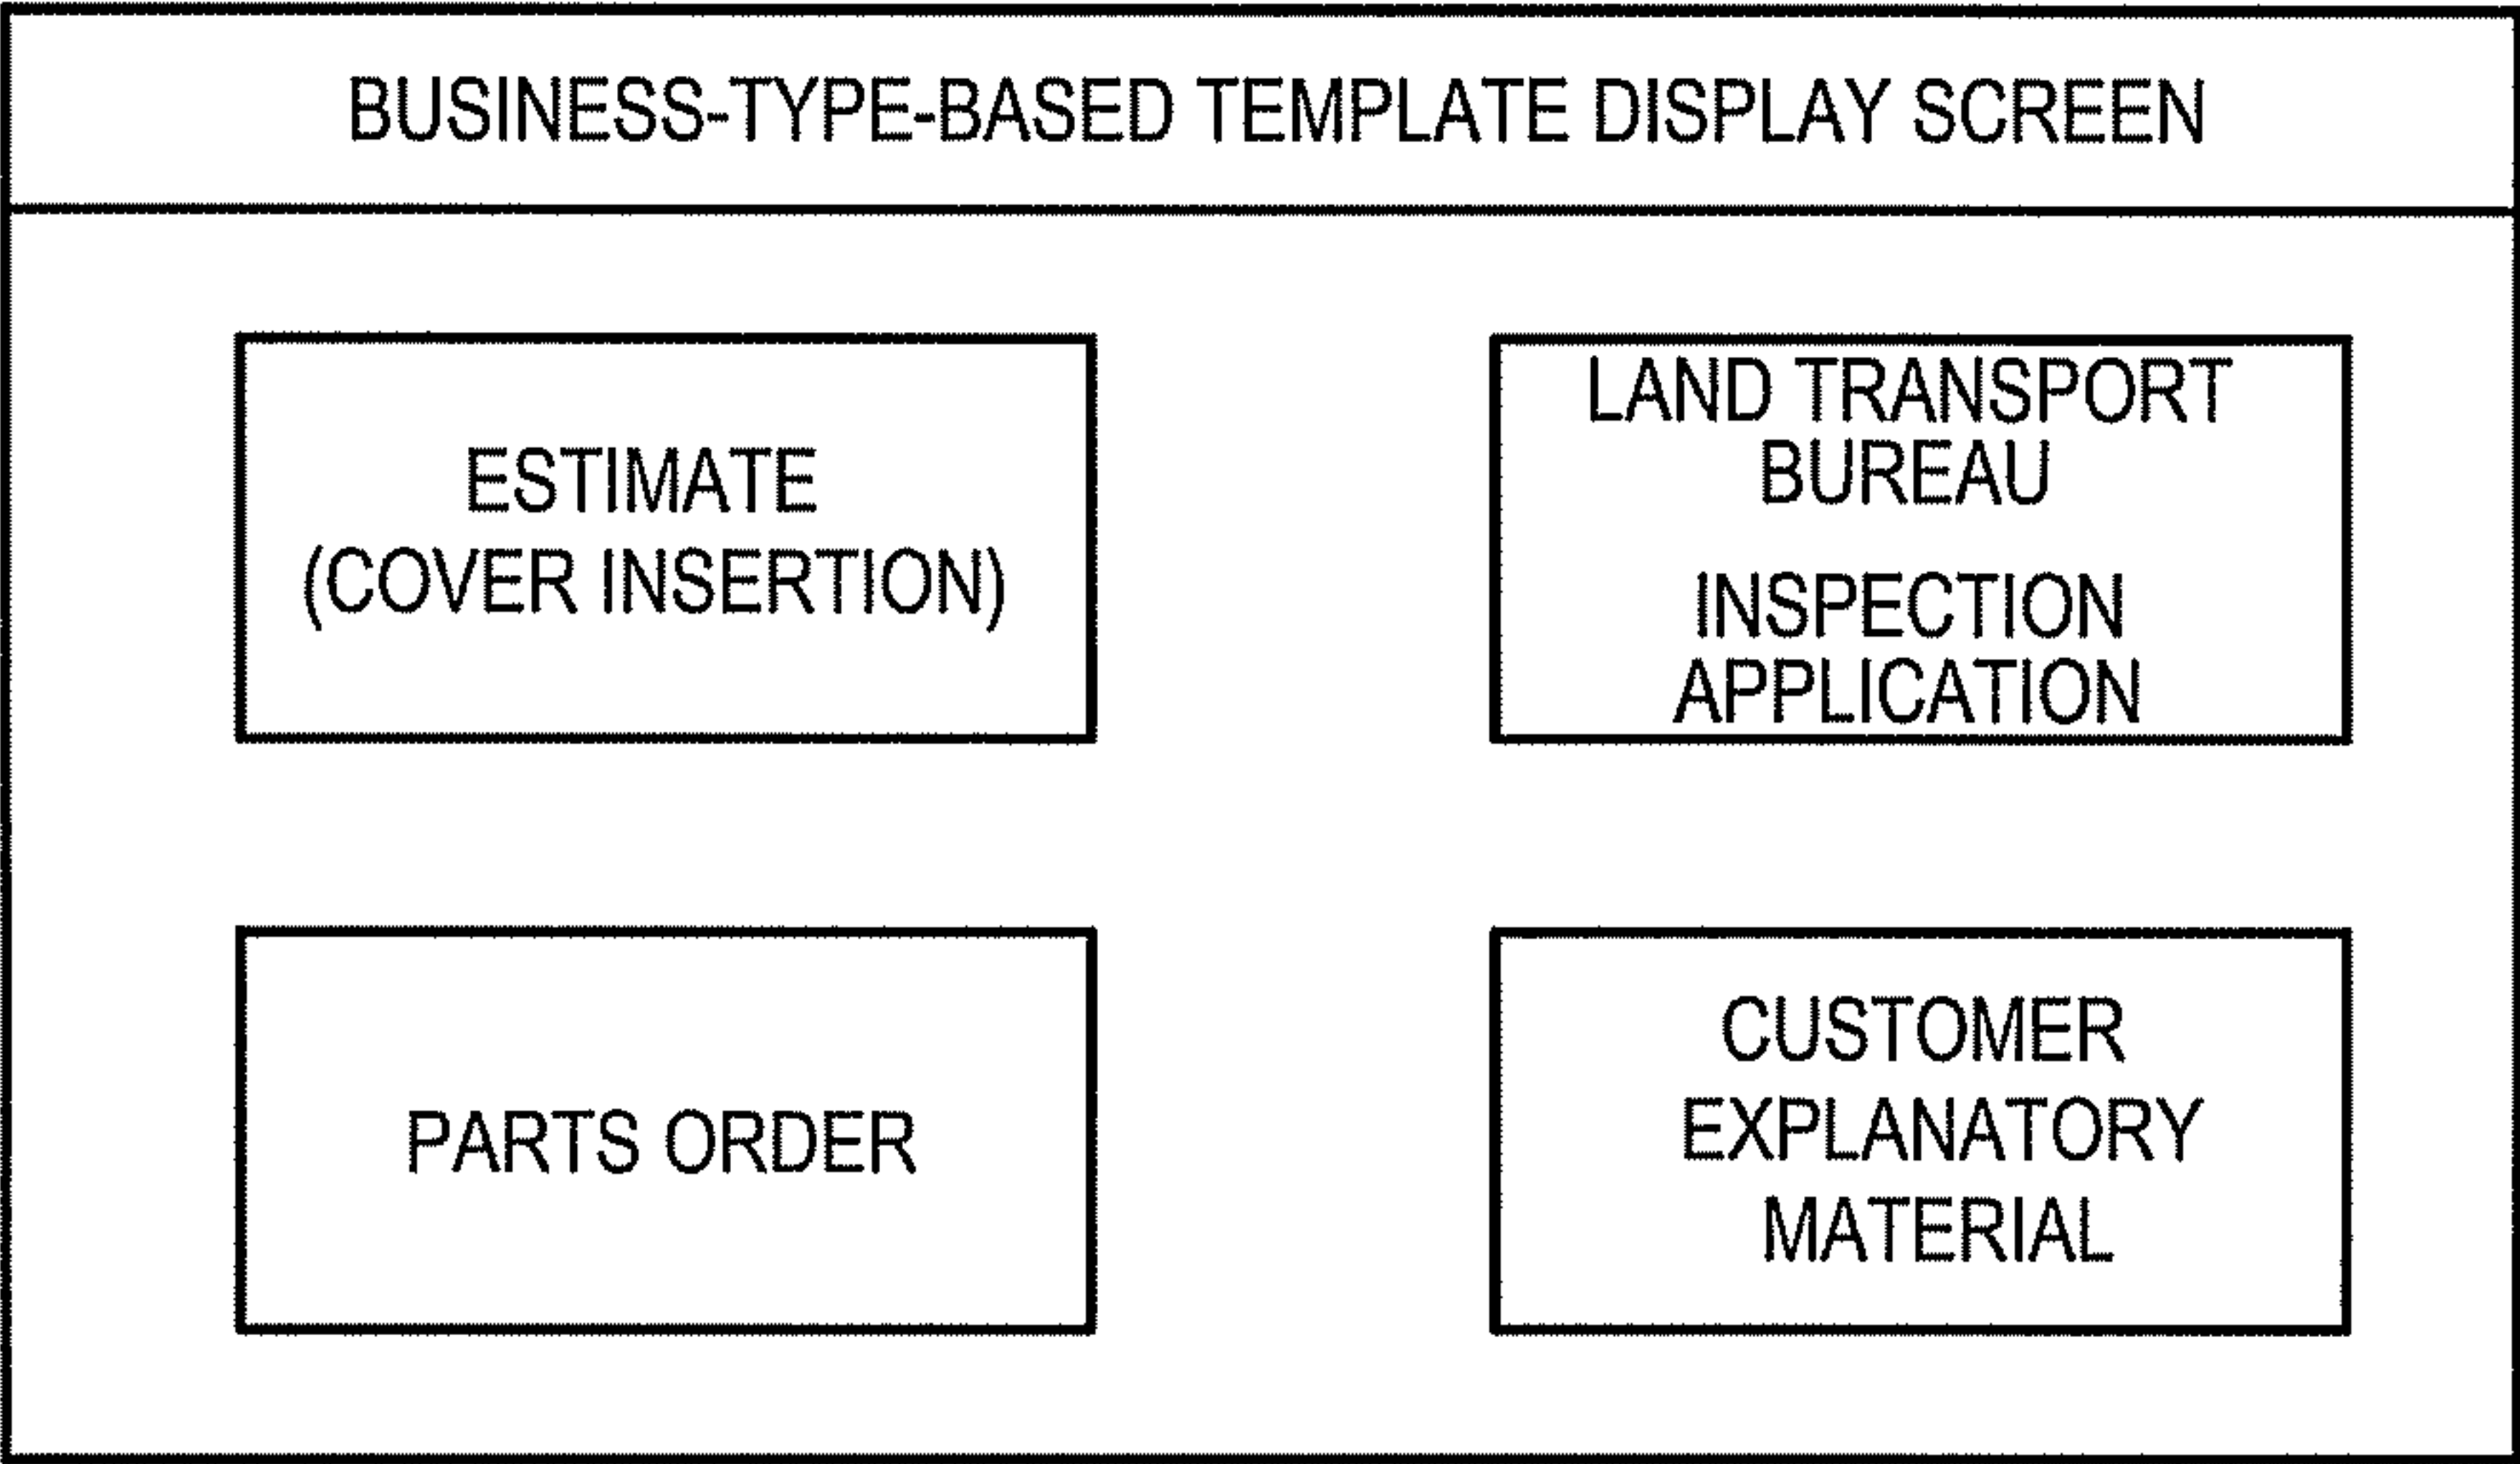 BUSINESS-TYPE-BASED TEMPLATE DISPLAY SCREEN
ESTIMATE
(COVER INSERTION)
LAND TRANSPORT
BUREAU
INSPECTION
APPLICATION
PARTS ORDER
CUSTOMER
EXPLANATORY
MATERIAL